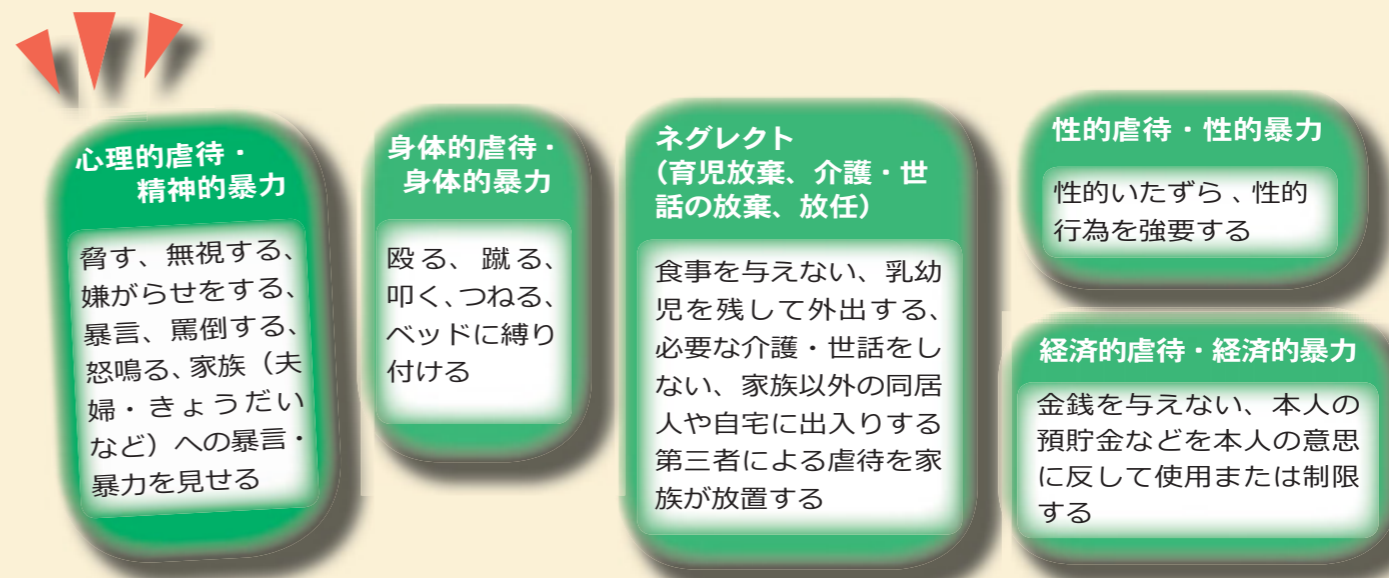 心理的虐待・
精神的暴力
脅す、無視する、
嫌がらせをする、
暴言、罵倒する、
怒鳴る、家族（夫
婦・きょうだい
など）への暴言・
暴力を見せる
身体的虐待・
身体的暴力
殴る、蹴る、
叩く、つねる、
ベッドに縛り
付ける
ネグレクト
（育児放棄、介護・世
話の放棄、放任）
食事を与えない、乳幼
児を残して外出する、
必要な介護・世話をし
ない、家族以外の同居
人や自宅に出入りする
第三者による虐待を家
族が放置する
性的虐待・性的暴力
性的いたずら、性的
行為を強要する
経済的虐待・経済的暴力
金銭を与えない、本人の
預貯金などを本人の意思
に反して使用または制限
する